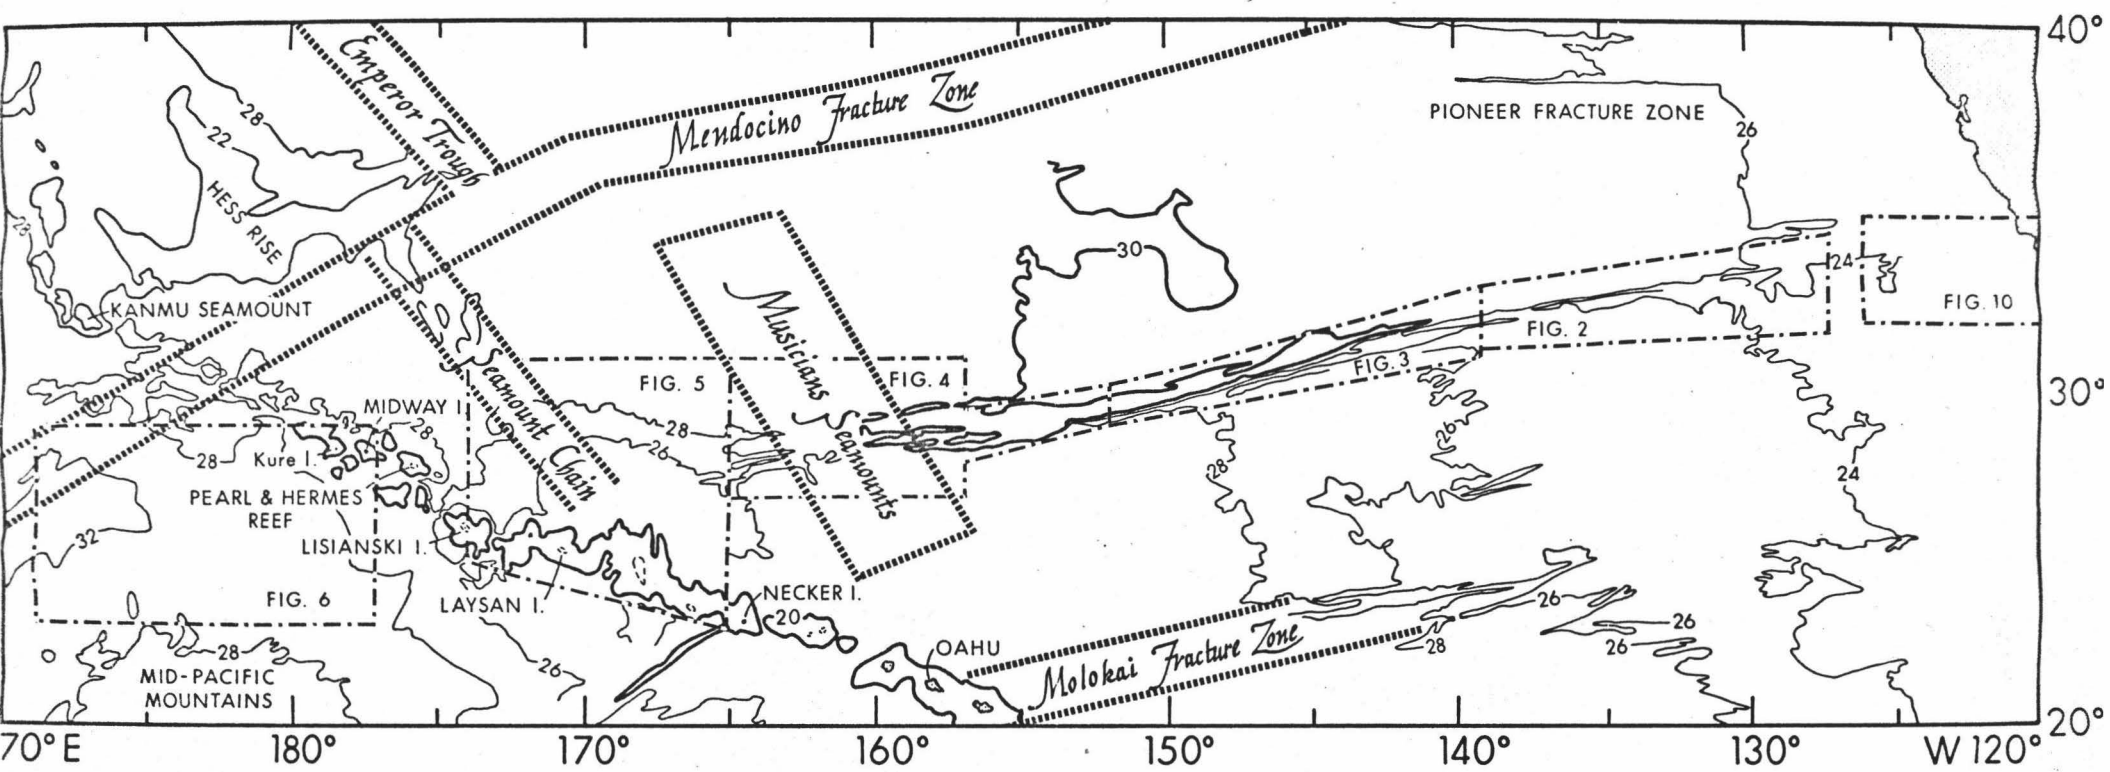 40°
Emperor Trough
Mendocino Fracture Zone
PIONEER FRACTURE ZONE
28
22
26
HESS RISE
28
30
24
KANMU SEAMOUNT
FIG. 10
FIG. 2
FIG. 3
FIG. 5
FIG. 4
30°
Musicians Seamounts
Seamount Chain
MIDWAY I.
28
28
26
28
Kure I.
28
26
24
PEARL & HERMES
REEF
32
LISIANSKI I.
FIG. 6
LAYSAN I.
NECKER I.
20
26
26
26
28
OAHU
Molokai Fracture Zone
28
26
MID-PACIFIC
MOUNTAINS
20°
70° E
180°
170°
160°
150°
140°
130°
W 120°